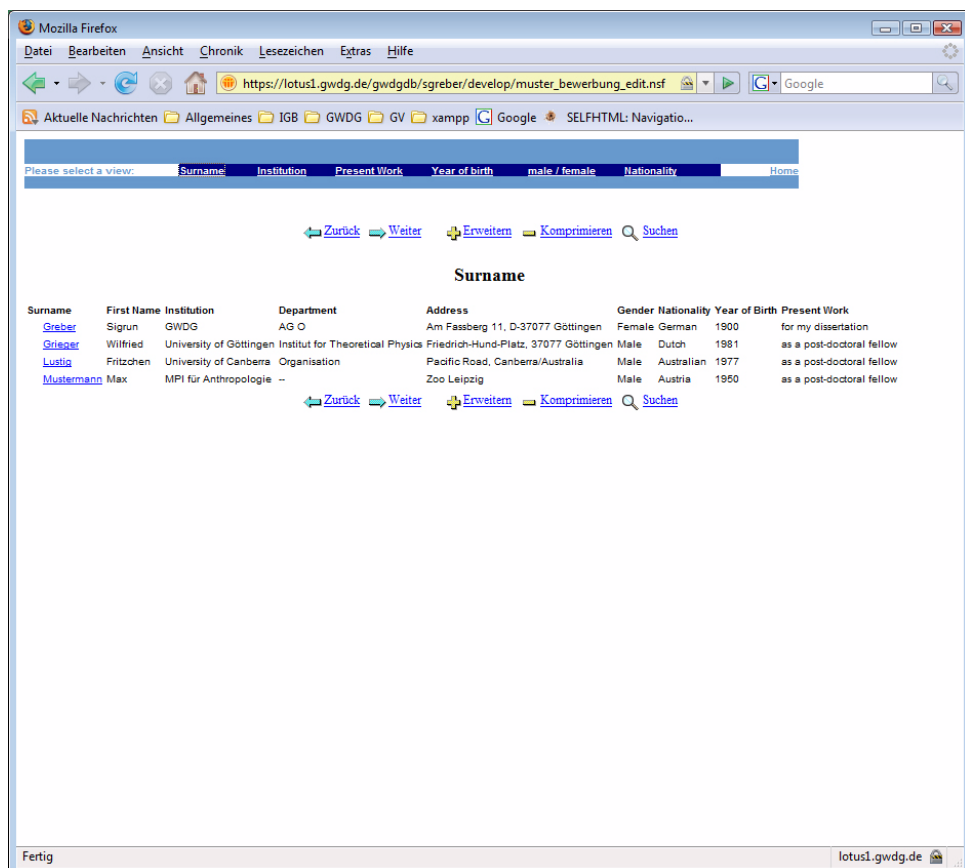 Mozilla Firefox
Datei Bearbeiten Ansicht Chronik Lesezeichen Extras Hilfe
https://lotus1.gwdg.de/gwdgdb/sgreber/develop/muster_bewerbung_edit.nsf G Google
Aktuelle Nachrichten Allgemeines IGB GWDG GV xampp G Google SELFHTML: Navigatio...
Please select a view: Surname Institution Present Work Year of birth male / female Nationality Home
Zurück Weiter Erweitern Komprimieren Suchen
Surname
Surname First Name Institution Department Address Gender Nationality Year of Birth Present Work
Greber Sigrun GWDG AG O Am Fassberg 11, D-37077 Göttingen Female German 1900 for my dissertation
Grieger Wilfried University of Göttingen Institut for Theoretical Physics Friedrich-Hund-Platz, 37077 Göttingen Male Dutch 1981 as a post-doctoral fellow
Lustig Fritzchen University of Canberra Organisation Pacific Road, Canberra/Australia Male Australian 1977 as a post-doctoral fellow
Mustermann Max MPI für Anthropologie -- Zoo Leipzig Male Austria 1950 as a post-doctoral fellow
Zurück Weiter Erweitern Komprimieren Suchen
Fertig lotus1.gwdg.de